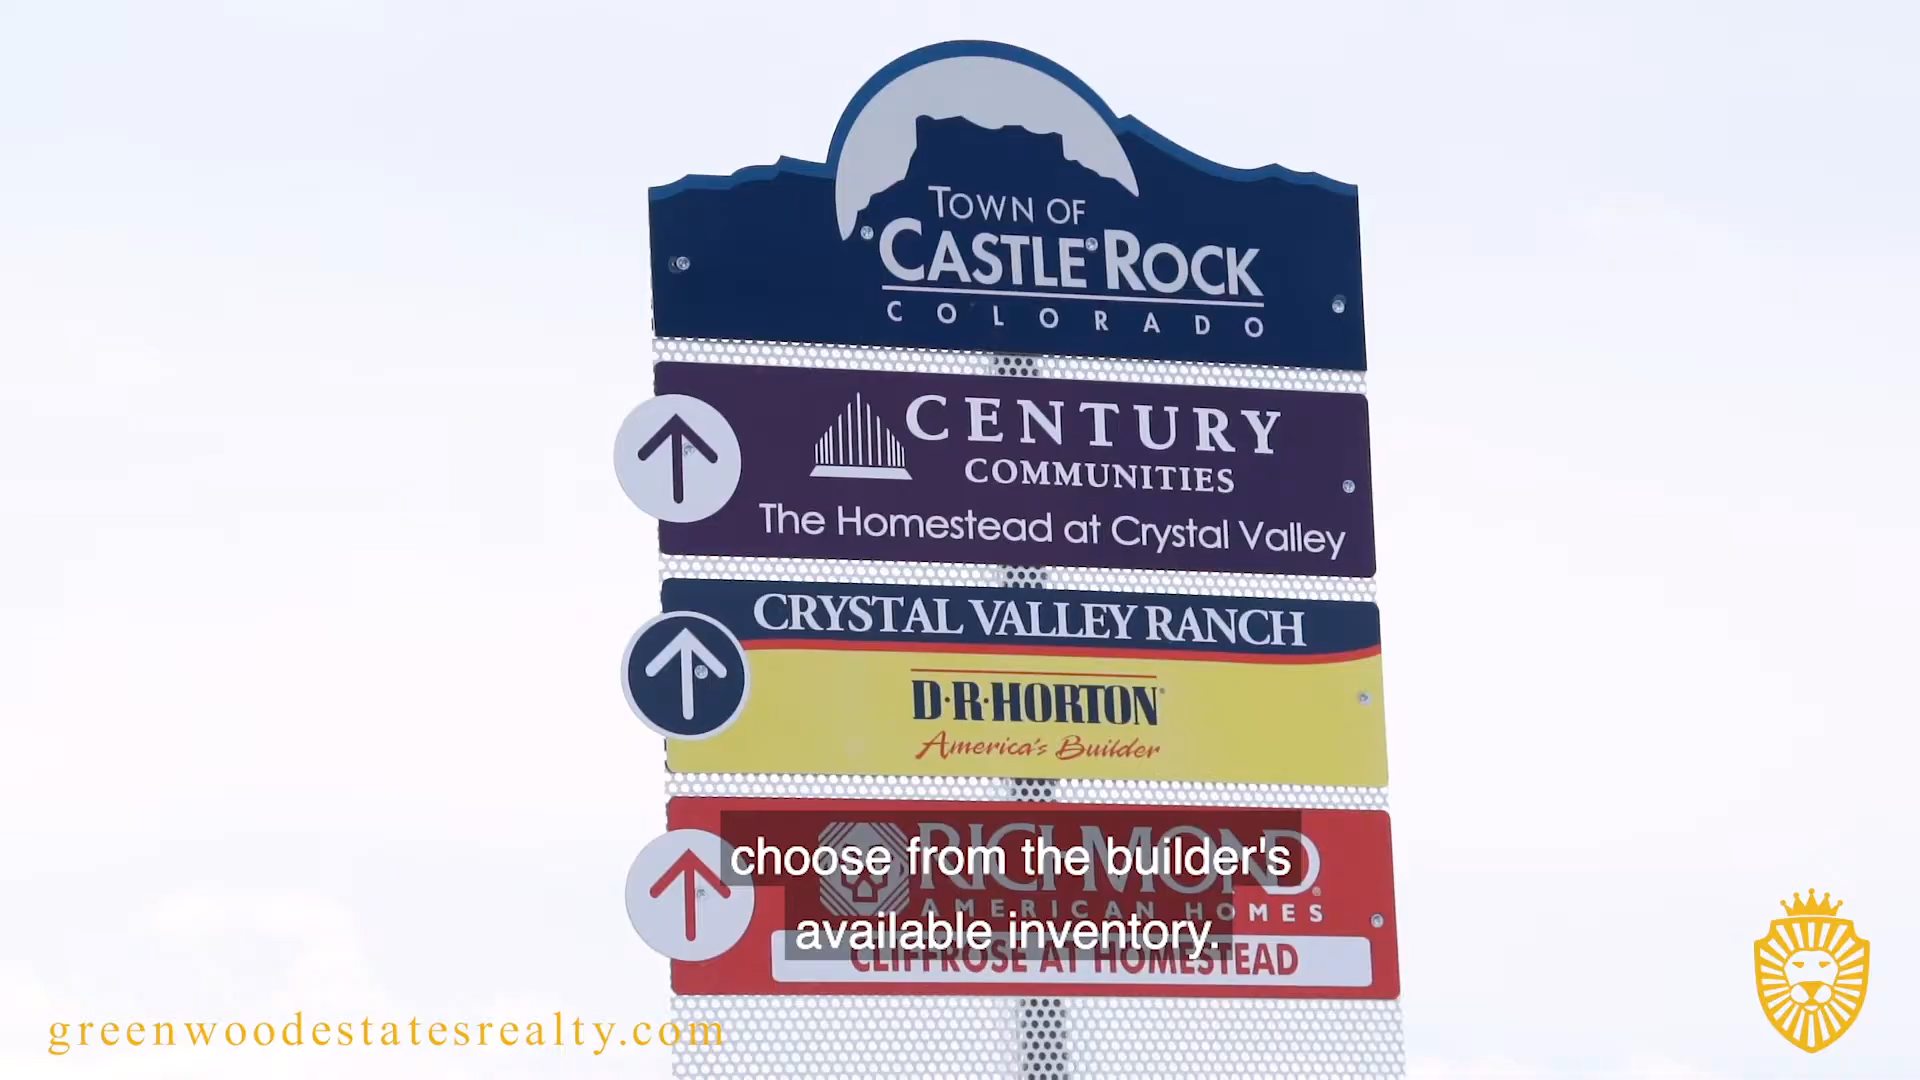 TOWN OF
CASTLE ROCK
COLORADO
CENTURY
COMMUNITIES
The Homestead at Crystal Valley
CRYSTAL VALLEY RANCH
D·R·HORTON®
America's Builder
RICHMOND®
AMERICAN HOMES
CLIFFROSE AT HOMESTEAD
choose from the builder's
available inventory.
greenwoodestatesrealty.com